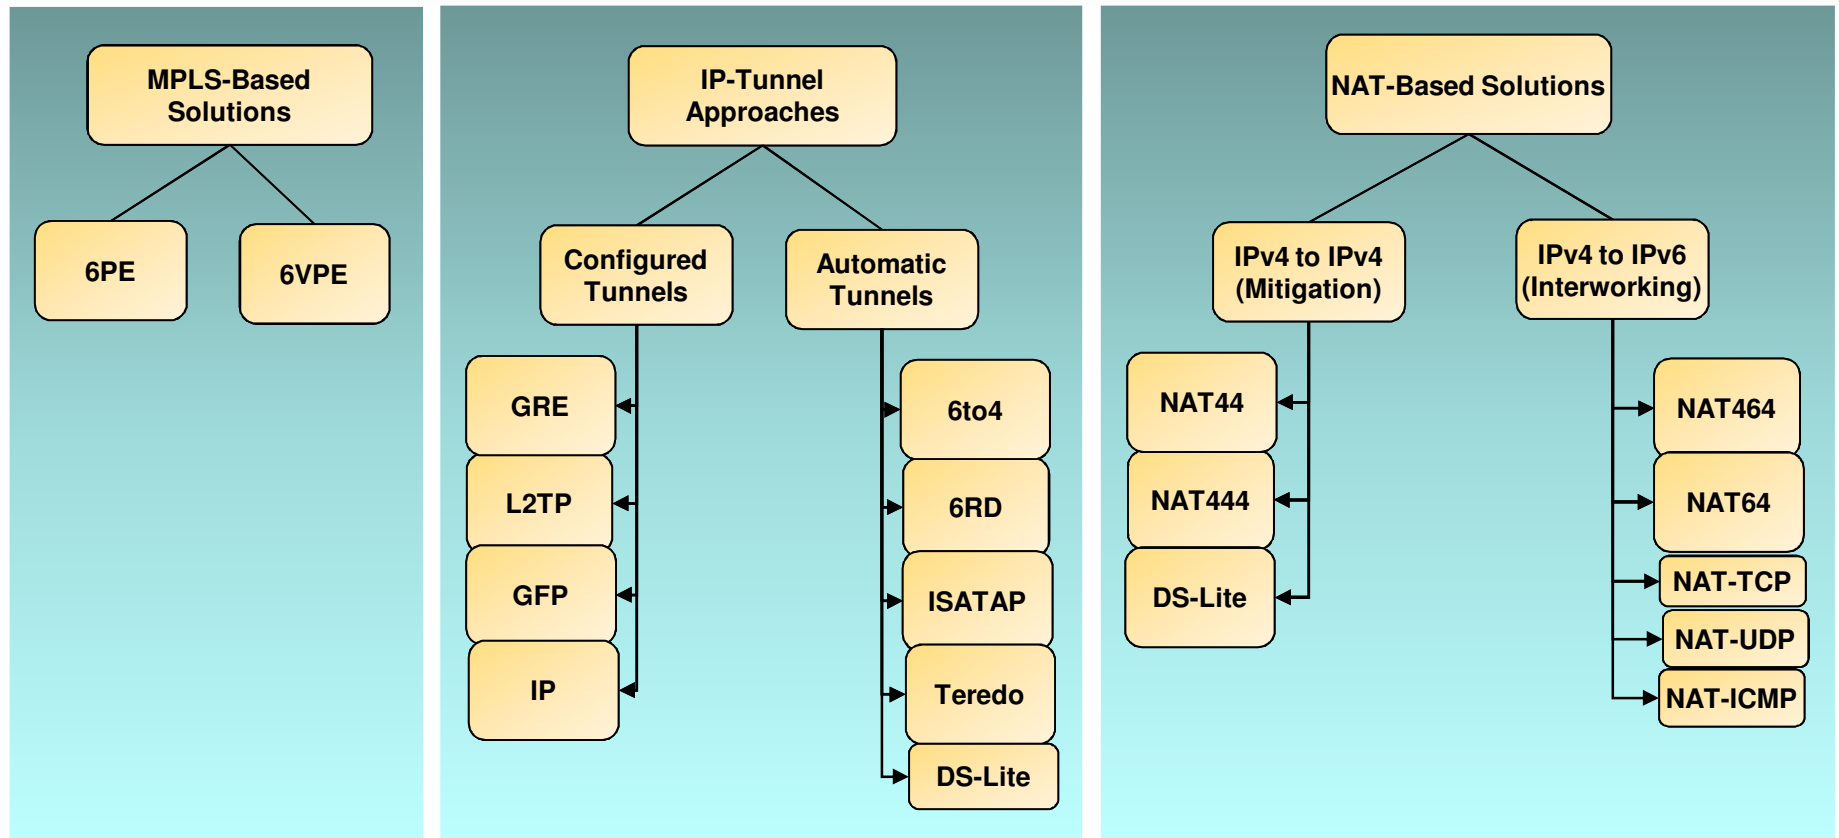 MPLS-Based
Solutions
6PE
6VPE
IP-Tunnel
Approaches
Configured
Tunnels
GRE
L2TP
GFP
IP
Automatic
Tunnels
6to4
6RD
ISATAP
Teredo
DS-Lite
NAT-Based Solutions
IPv4 to IPv4
(Mitigation)
NAT44
NAT444
DS-Lite
IPv4 to IPv6
(Interworking)
NAT464
NAT64
NAT-TCP
NAT-UDP
NAT-ICMP